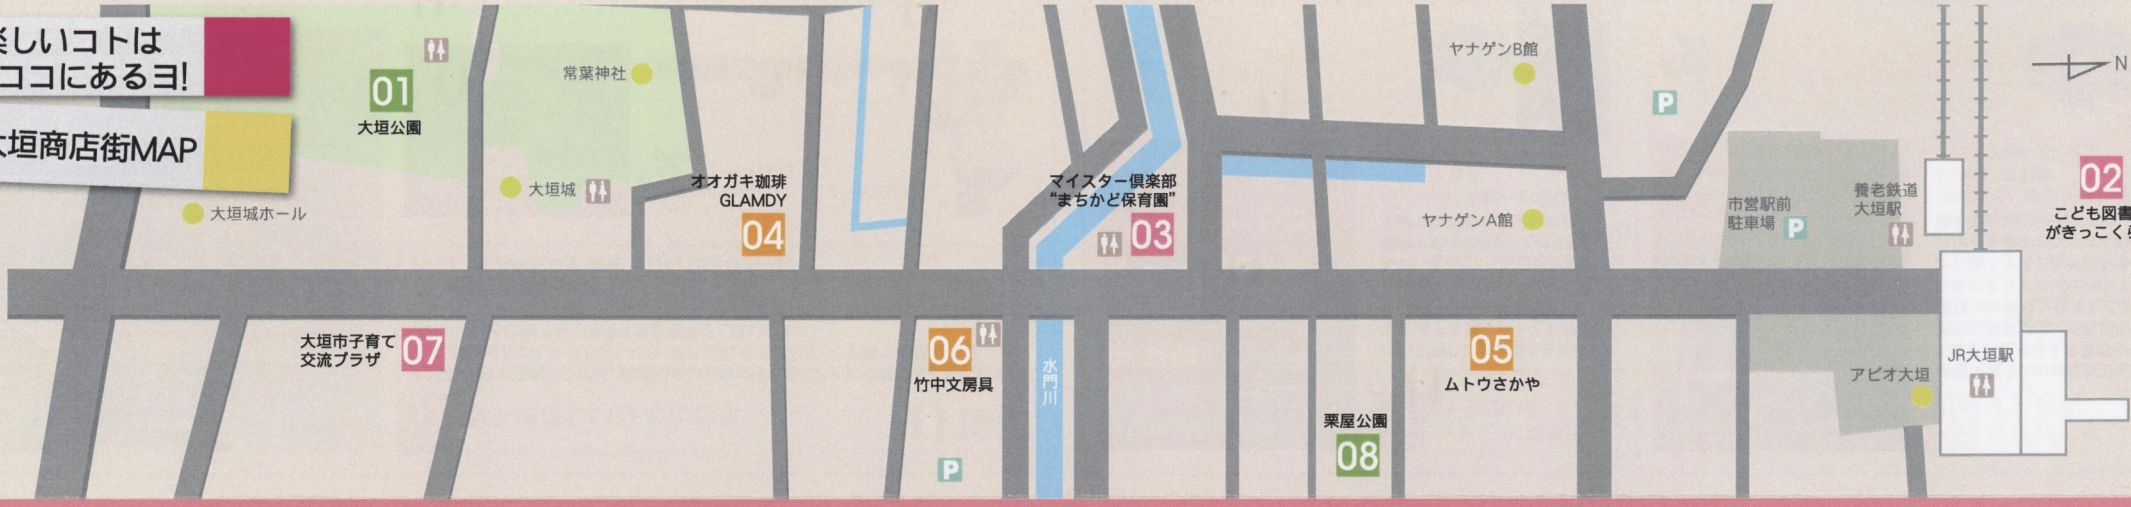 楽しいコトは
ココにあるヨ!
大垣商店街MAP
01
大垣公園
常葉神社
大垣城
大垣城ホール
オオガキ珈琲
GLAMDY
04
マイスター倶楽部
“まちかど保育園”
03
ヤナゲンB館
ヤナゲンA館
P
市営駅前
駐車場
P
養老鉄道
大垣駅
N
02
こども図書
がきっこくら
大垣市子育て
交流プラザ
07
06
竹中文房具
P
水門川
栗屋公園
08
05
ムトウさかや
アピオ大垣
JR大垣駅